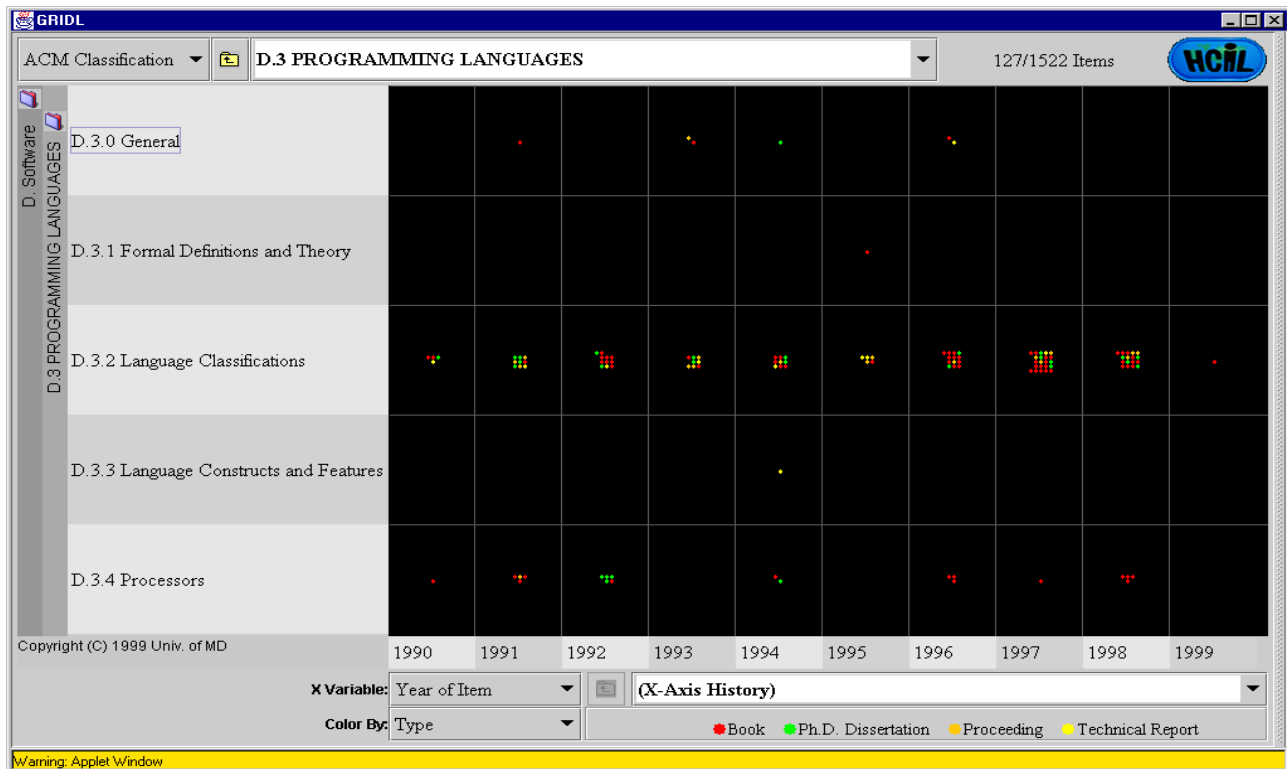 GRIDL
ACM Classification
D.3 PROGRAMMING LANGUAGES
127/1522 Items
HCIL
D. Software
D.3 PROGRAMMING LANGUAGES
D.3.0 General
D.3.1 Formal Definitions and Theory
D.3.2 Language Classifications
D.3.3 Language Constructs and Features
D.3.4 Processors
Copyright (C) 1999 Univ. of MD
1990 1991 1992 1993 1994 1995 1996 1997 1998 1999
X Variable: Year of Item (X-Axis History)
Color By: Type
Book Ph.D. Dissertation Proceeding Technical Report
Warning: Applet Window